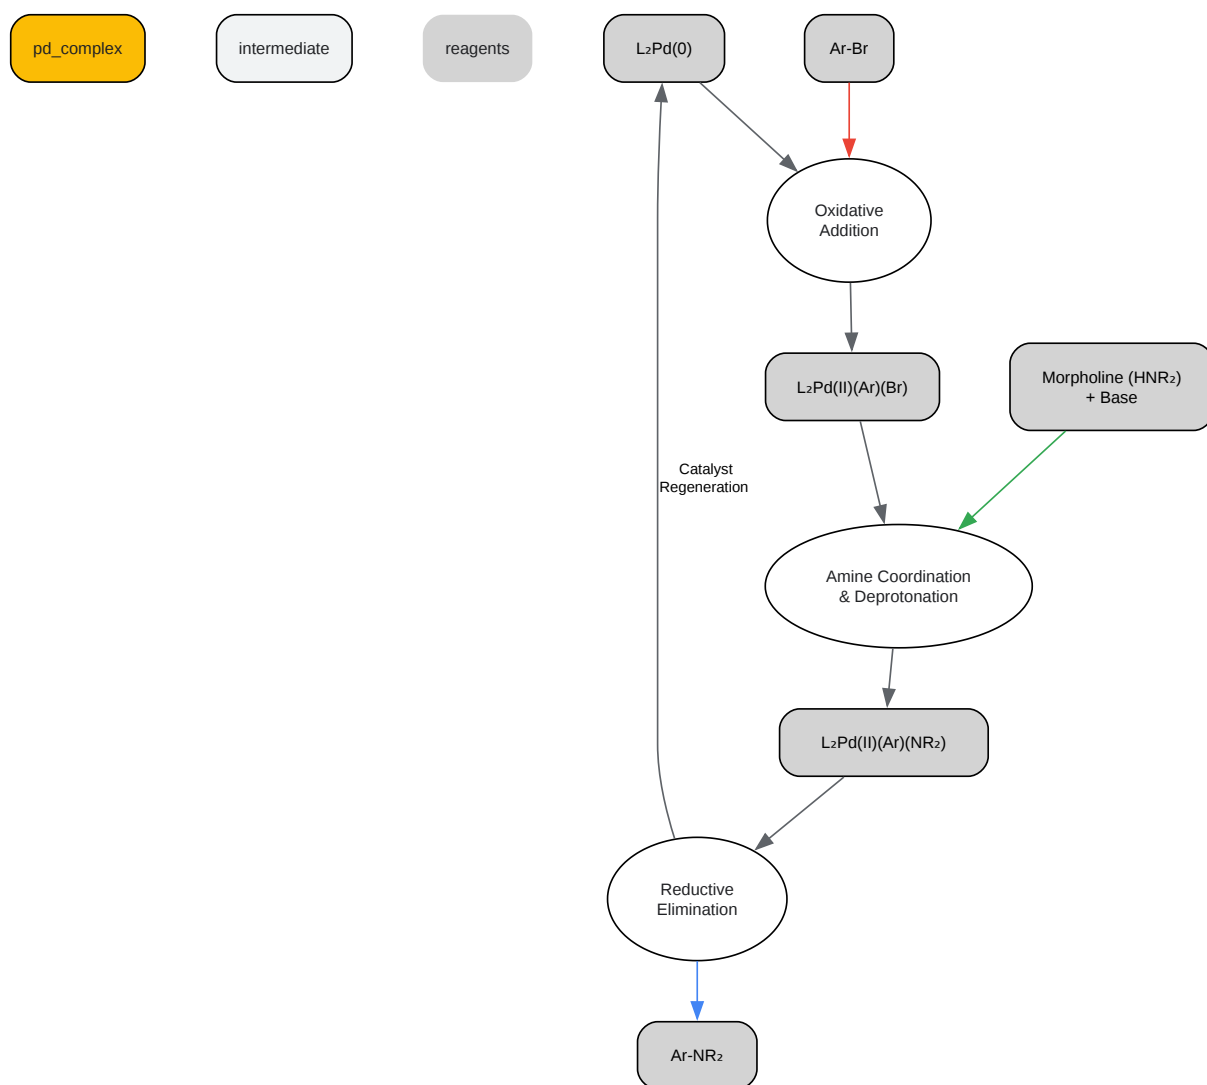 pd_complex
intermediate
reagents
L₂Pd(0)
Ar-Br
Oxidative
Addition
L₂Pd(II)(Ar)(Br)
Morpholine (HNR₂)
+ Base
Catalyst
Regeneration
Amine Coordination
& Deprotonation
L₂Pd(II)(Ar)(NR₂)
Reductive
Elimination
Ar-NR₂